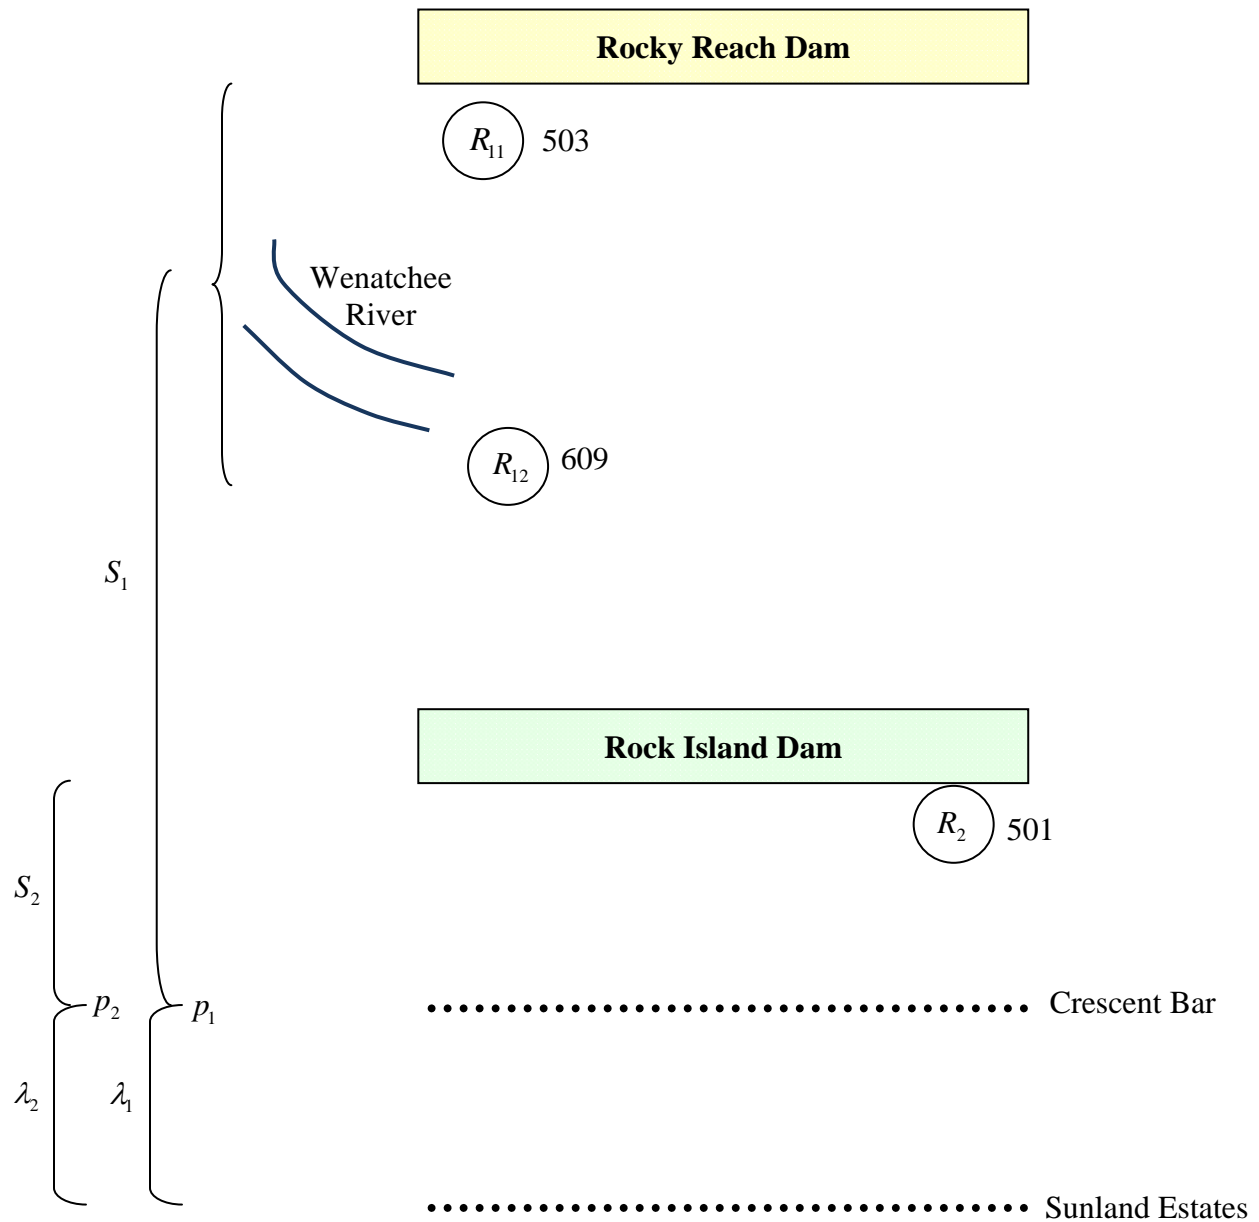 Rocky Reach Dam
R₁₁ 503
Wenatchee
River
R₁₂ 609
S₁
Rock Island Dam
R₂ 501
S₂
p₂ p₁ Crescent Bar
λ₂ λ₁
Sunland Estates